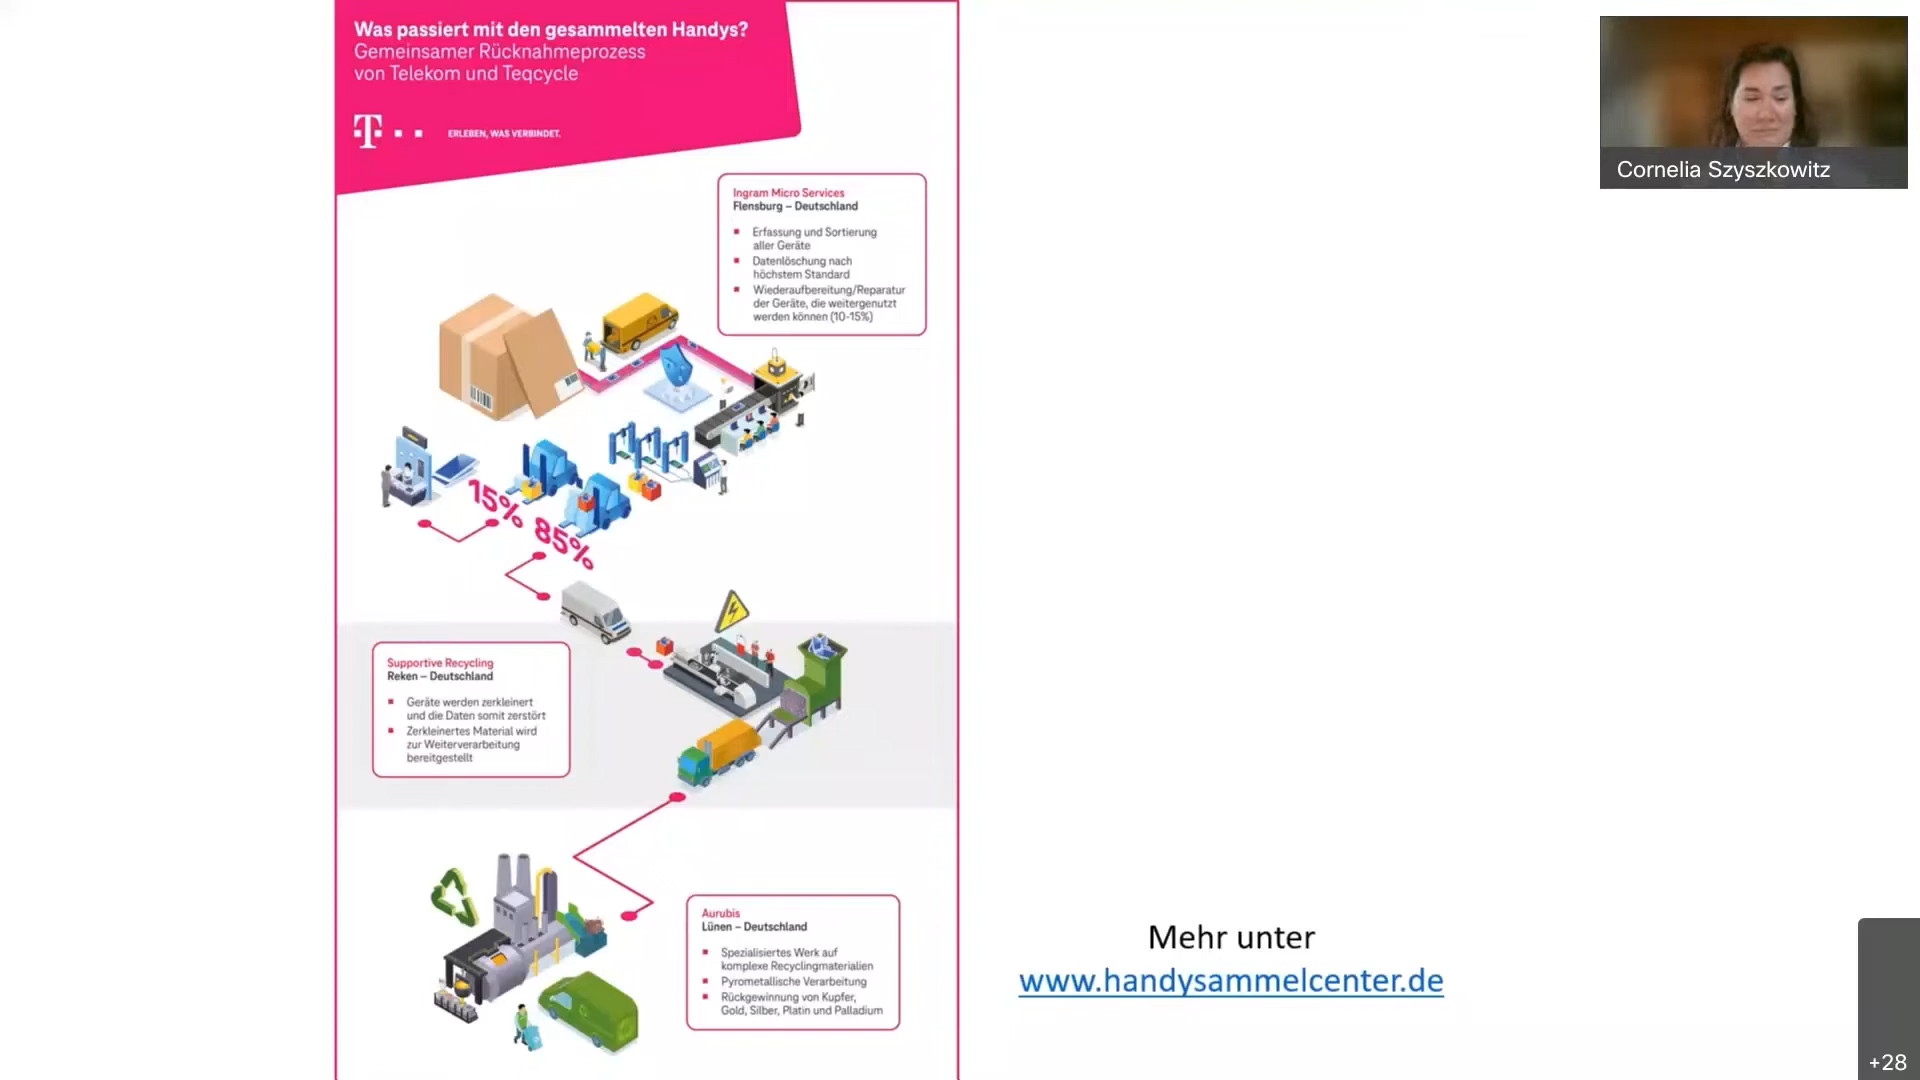 Was passiert mit den gesammelten Handys?
Gemeinsamer Rücknahmeprozess
von Telekom und Teqcycle
T
ERLEBEN, WAS VERBINDET.
Ingram Micro Services
Flensburg – Deutschland
Erfassung und Sortierung
aller Geräte
Datenlöschung nach
höchstem Standard
Wiederaufbereitung/Reparatur
der Geräte, die weitergenutzt
werden können (10-15%)
15%
85%
Supportive Recycling
Reken – Deutschland
Geräte werden zerkleinert
und die Daten somit zerstört
Zerkleinertes Material wird
zur Weiterverarbeitung
bereitgestellt
Aurubis
Lünen – Deutschland
Spezialisiertes Werk auf
komplexe Recyclingmaterialien
Pyrometallische Verarbeitung
Rückgewinnung von Kupfer,
Gold, Silber, Platin und Palladium
Mehr unter
www.handysammelcenter.de
Cornelia Szyszkowitz
+28